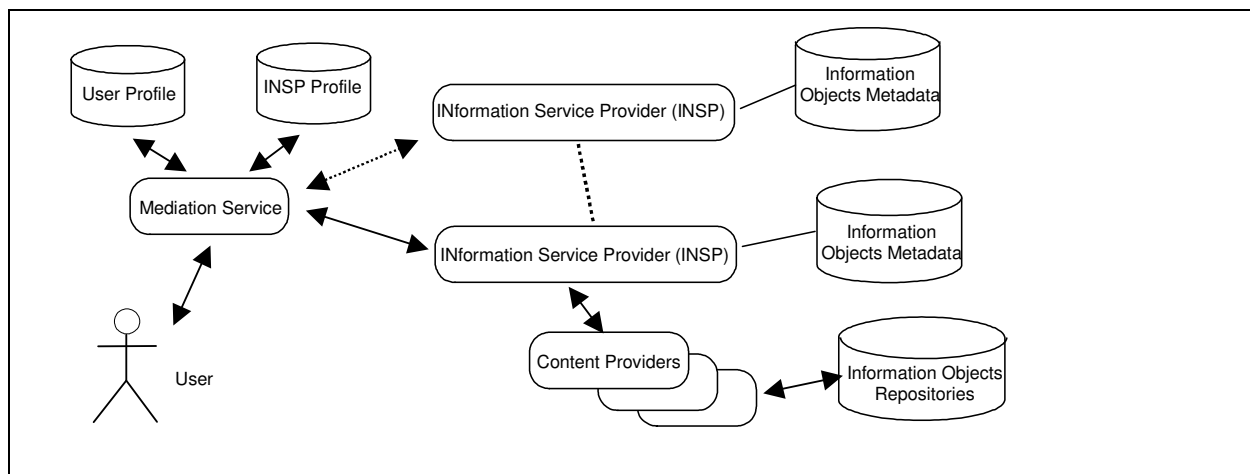 User Profile
INSP Profile
INformation Service Provider (INSP)
Information
Objects Metadata
Mediation Service
INformation Service Provider (INSP)
Information
Objects Metadata
User
Content Providers
Information Objects
Repositories